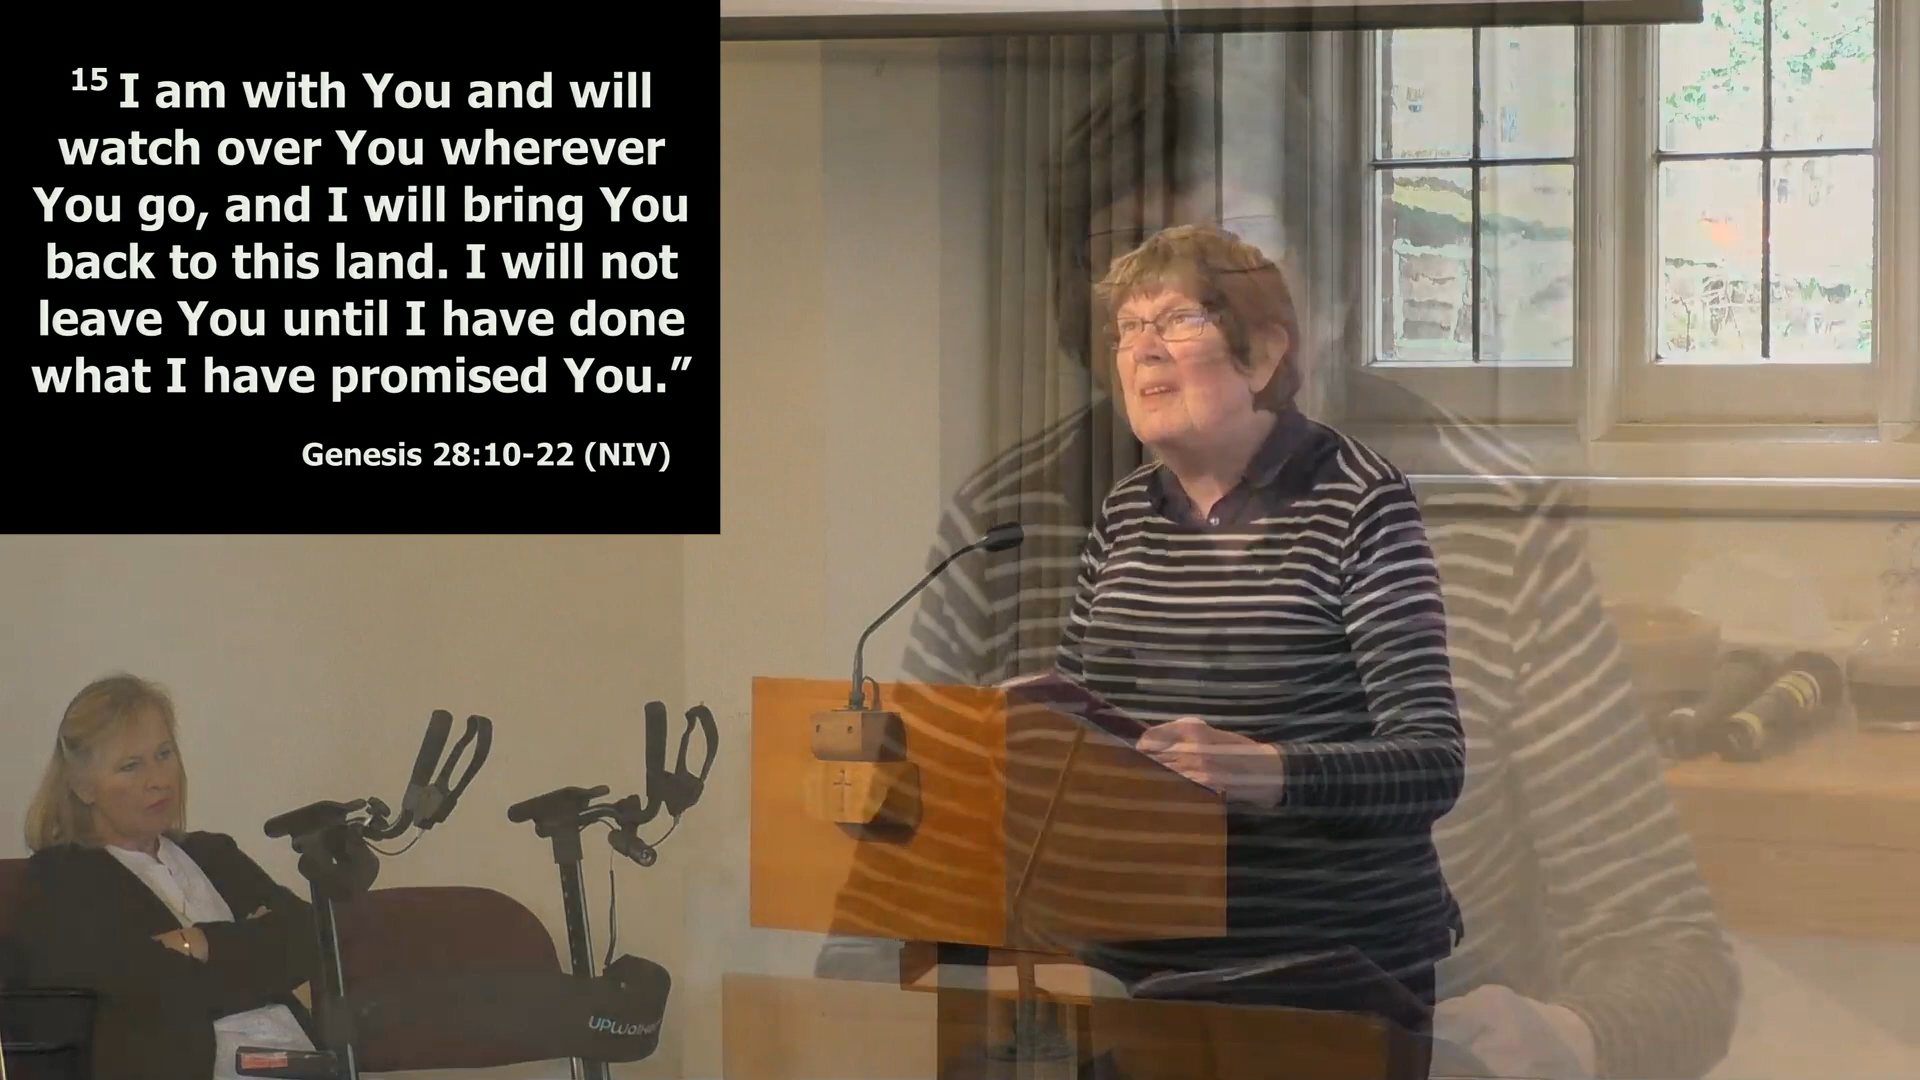 15 I am with You and will
watch over You wherever
You go, and I will bring You
back to this land. I will not
leave You until I have done
what I have promised You.”
Genesis 28:10-22 (NIV)
UPWalker